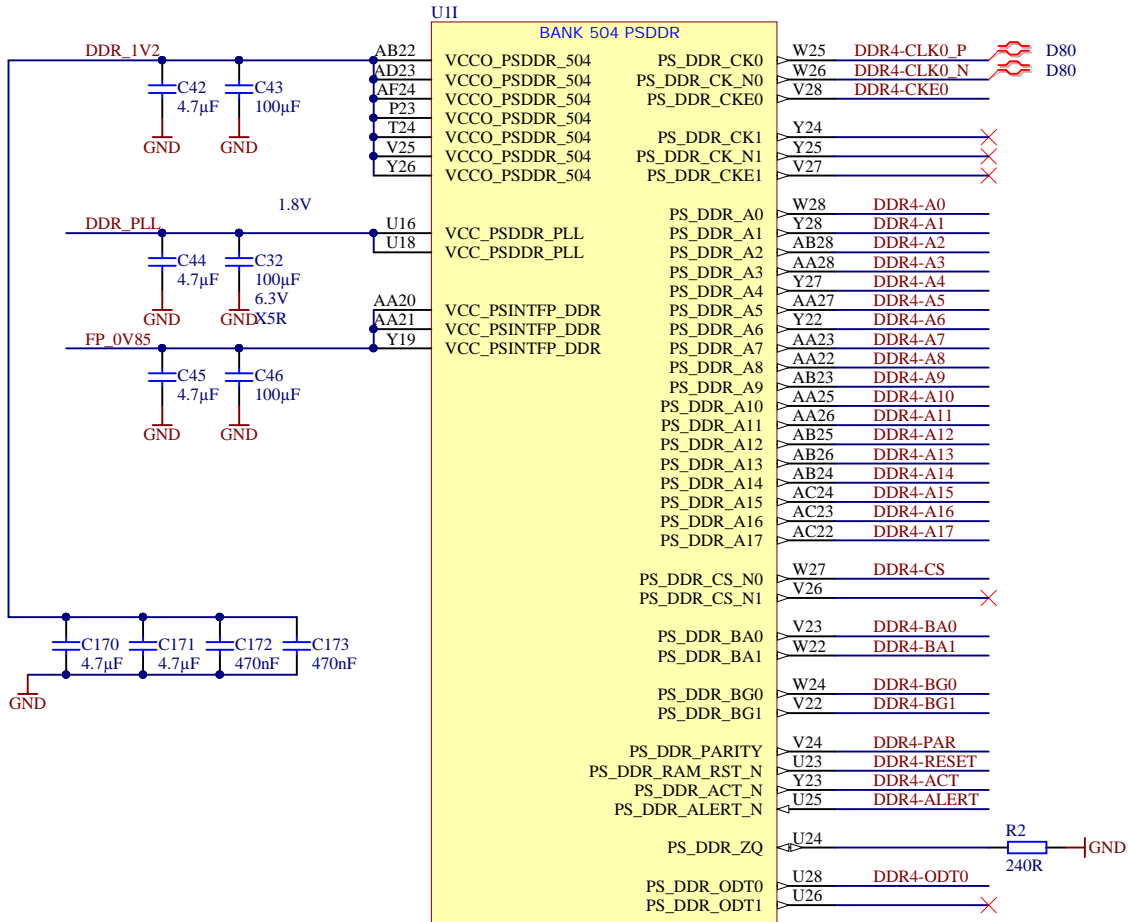 U1I
BANK 504 PSDDR
DDR_1V2
AB22 VCCO_PSDDR_504
AD23 VCCO_PSDDR_504
AF24 VCCO_PSDDR_504
P23 VCCO_PSDDR_504
T24 VCCO_PSDDR_504
V25 VCCO_PSDDR_504
Y26 VCCO_PSDDR_504
C42
4.7µF
GND
C43
100µF
GND
1.8V
DDR_PLL
U16 VCC_PSDDR_PLL
U18 VCC_PSDDR_PLL
C44
4.7µF
GND
C32
100µF
6.3V
X5R
GND
AA20 VCC_PSINTFP_DDR
AA21 VCC_PSINTFP_DDR
Y19 VCC_PSINTFP_DDR
FP_0V85
C45
4.7µF
GND
C46
100µF
GND
C170
4.7µF
C171
4.7µF
C172
470nF
C173
470nF
GND
PS_DDR_CK0 W25 DDR4-CLK0_P D80
PS_DDR_CK_N0 W26 DDR4-CLK0_N D80
PS_DDR_CKE0 V28 DDR4-CKE0
PS_DDR_CK1 Y24
PS_DDR_CK_N1 Y25
PS_DDR_CKE1 V27
PS_DDR_A0 W28 DDR4-A0
PS_DDR_A1 Y28 DDR4-A1
PS_DDR_A2 AB28 DDR4-A2
PS_DDR_A3 AA28 DDR4-A3
PS_DDR_A4 Y27 DDR4-A4
PS_DDR_A5 AA27 DDR4-A5
PS_DDR_A6 Y22 DDR4-A6
PS_DDR_A7 AA23 DDR4-A7
PS_DDR_A8 AA22 DDR4-A8
PS_DDR_A9 AB23 DDR4-A9
PS_DDR_A10 AA25 DDR4-A10
PS_DDR_A11 AA26 DDR4-A11
PS_DDR_A12 AB25 DDR4-A12
PS_DDR_A13 AB26 DDR4-A13
PS_DDR_A14 AB24 DDR4-A14
PS_DDR_A15 AC24 DDR4-A15
PS_DDR_A16 AC23 DDR4-A16
PS_DDR_A17 AC22 DDR4-A17
PS_DDR_CS_N0 W27 DDR4-CS
PS_DDR_CS_N1 V26
PS_DDR_BA0 V23 DDR4-BA0
PS_DDR_BA1 W22 DDR4-BA1
PS_DDR_BG0 W24 DDR4-BG0
PS_DDR_BG1 V22 DDR4-BG1
PS_DDR_PARITY V24 DDR4-PAR
PS_DDR_RAM_RST_N U23 DDR4-RESET
PS_DDR_ACT_N Y23 DDR4-ACT
PS_DDR_ALERT_N U25 DDR4-ALERT
PS_DDR_ZQ U24
R2
240R
GND
PS_DDR_ODT0 U28 DDR4-ODT0
PS_DDR_ODT1 U26